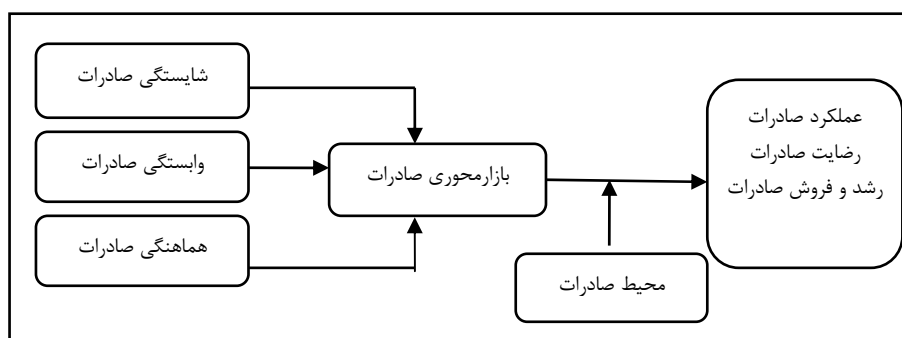 شایستگی صادرات
وابستگی صادرات
هماهنگی صادرات
بازارمحوری صادرات
محیط صادرات
عملکرد صادرات
رضایت صادرات
رشد و فروش صادرات